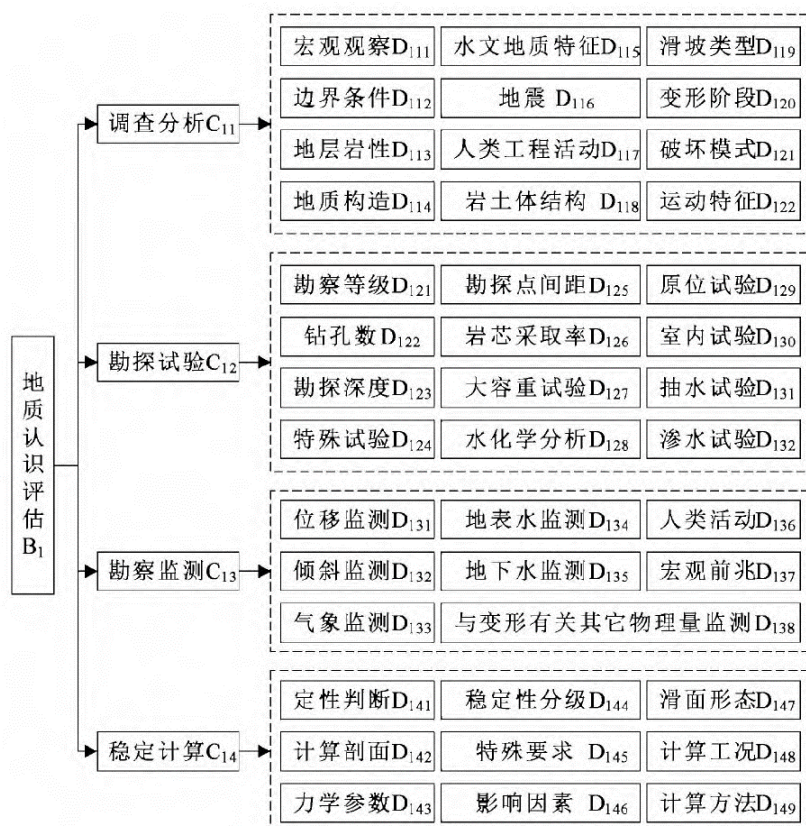 宏观观察D₁₁₁ 水文地质特征D₁₁₅ 滑坡类型D₁₁₉
边界条件D₁₁₂ 地震 D₁₁₆ 变形阶段D₁₂₀
调查分析C₁₁
地层岩性D₁₁₃ 人类工程活动D₁₁₇ 破坏模式D₁₂₁
地质构造D₁₁₄ 岩土体结构 D₁₁₈ 运动特征D₁₂₂
勘察等级D₁₂₁ 勘探点间距D₁₂₅ 原位试验D₁₂₉
钻孔数D₁₂₂ 岩芯采取率D₁₂₆ 室内试验D₁₃₀
勘探试验C₁₂
勘探深度D₁₂₃ 大容重试验D₁₂₇ 抽水试验D₁₃₁
特殊试验D₁₂₄ 水化学分析D₁₂₈ 渗水试验D₁₃₂
地质认识评估B₁
位移监测D₁₃₁ 地表水监测D₁₃₄ 人类活动D₁₃₆
勘察监测C₁₃
倾斜监测D₁₃₂ 地下水监测D₁₃₅ 宏观前兆D₁₃₇
气象监测D₁₃₃ 与变形有关其它物理量监测D₁₃₈
定性判断D₁₄₁ 稳定性分级D₁₄₄ 滑面形态D₁₄₇
稳定计算C₁₄
计算剖面D₁₄₂ 特殊要求 D₁₄₅ 计算工况D₁₄₈
力学参数D₁₄₃ 影响因素 D₁₄₆ 计算方法D₁₄₉